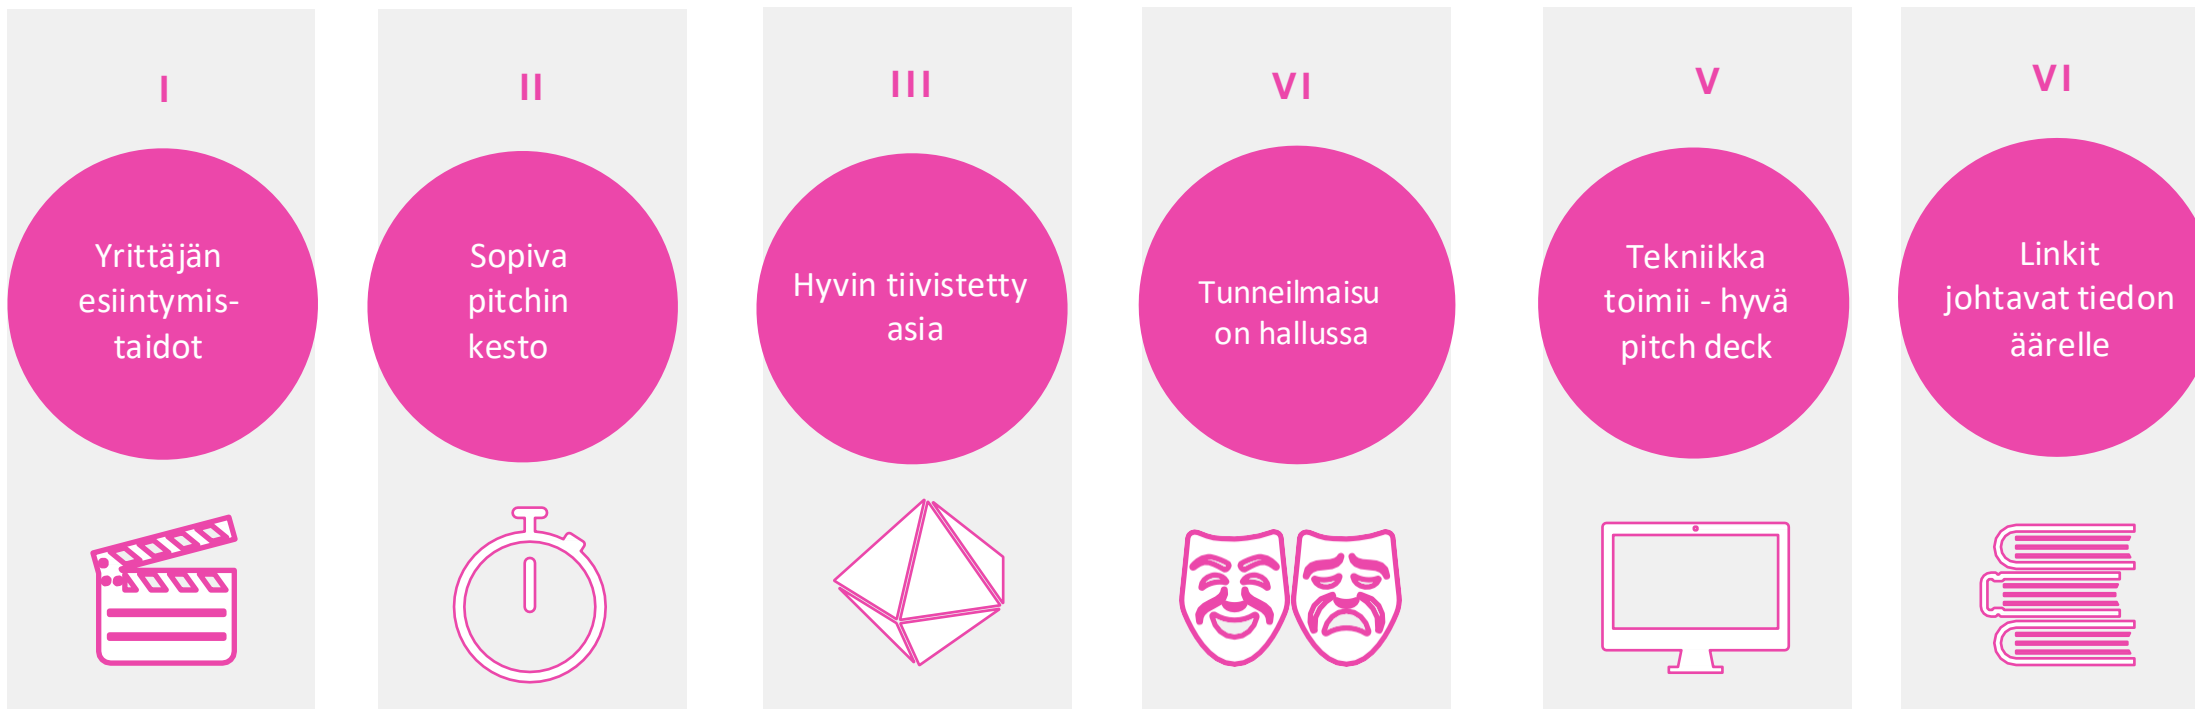 I
Yrittäjän
esiintymis-
taidot
II
Sopiva
pitchin
kesto
III
Hyvin tiivistetty
asia
VI
Tunneilmaisu
on hallussa
V
Tekniikka
toimii - hyvä
pitch deck
VI
Linkit
johtavat tiedon
äärelle